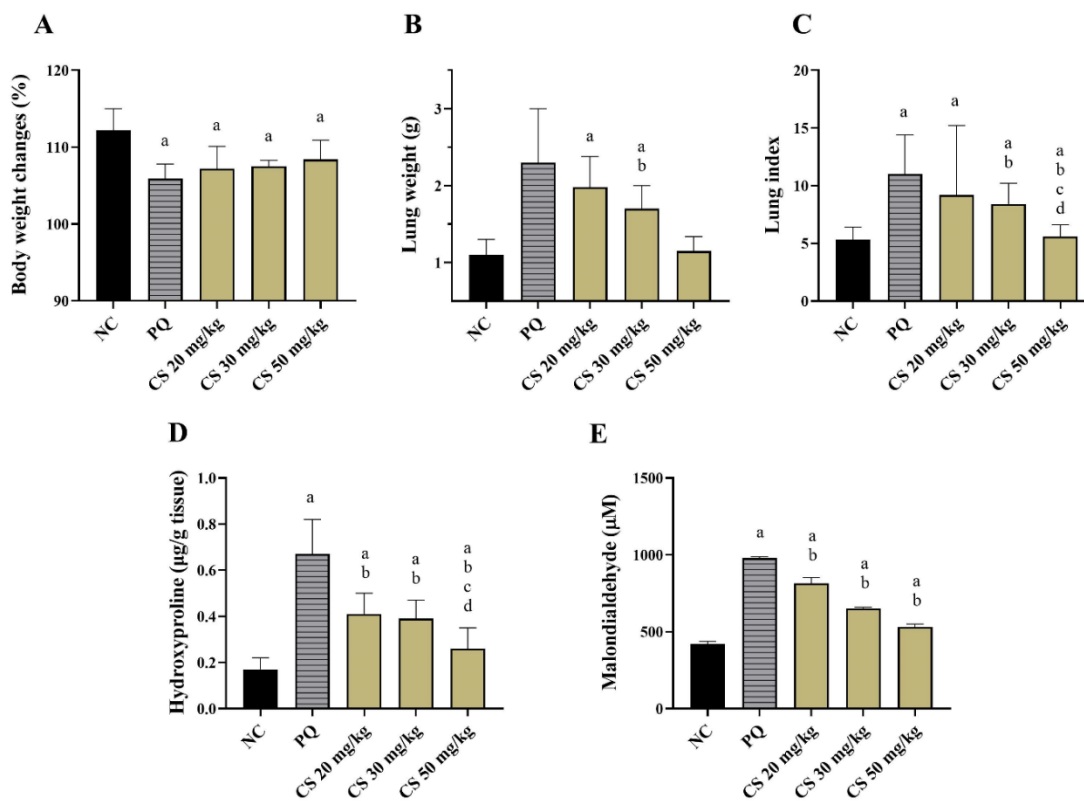 A
Body weight changes (%)
120
110
100
90
a
a
a
a
NC
PQ
CS 20 mg/kg
CS 30 mg/kg
CS 50 mg/kg
B
Lung weight (g)
3
2
1
a
a
b
NC
PQ
CS 20 mg/kg
CS 30 mg/kg
CS 50 mg/kg
C
Lung index
20
15
10
5
0
a
a
a
b
a
b
c
d
NC
PQ
CS 20 mg/kg
CS 30 mg/kg
CS 50 mg/kg
D
Hydroxyproline (µg/g tissue)
1.0
0.8
0.6
0.4
0.2
0.0
a
a
b
a
b
a
b
c
d
NC
PQ
CS 20 mg/kg
CS 30 mg/kg
CS 50 mg/kg
E
Malondialdehyde (µM)
1500
1000
500
0
a
a
b
a
b
a
b
NC
PQ
CS 20 mg/kg
CS 30 mg/kg
CS 50 mg/kg